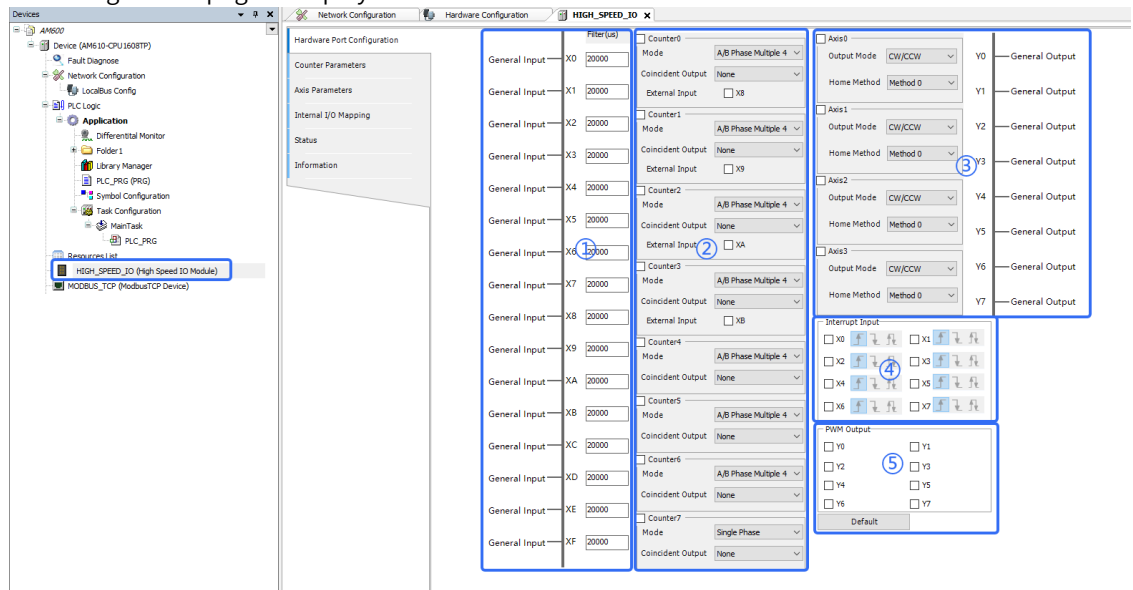 Devices
AM600
Device (AM610-CPU1608TP)
Fault Diagnose
Network Configuration
LocalBus Config
PLC Logic
Application
Differentital Monitor
Folder1
Library Manager
PLC_PRG (PRG)
Symbol Configuration
Task Configuration
MainTask
PLC_PRG
Resources List
HIGH_SPEED_IO (High Speed IO Module)
MODBUS_TCP (ModbusTCP Device)
Network Configuration
Hardware Configuration
HIGH_SPEED_IO
Hardware Port Configuration
Counter Parameters
Axis Parameters
Internal I/O Mapping
Status
Information
Filter(us)
General Input X0 20000
General Input X1 20000
General Input X2 20000
General Input X3 20000
General Input X4 20000
General Input X5 20000
General Input X6 20000
General Input X7 20000
General Input X8 20000
General Input X9 20000
General Input XA 20000
General Input XB 20000
General Input XC 20000
General Input XD 20000
General Input XE 20000
General Input XF 20000
①
Counter0
Mode A/B Phase Multiple 4
Coincident Output None
External Input X8
Counter1
Mode A/B Phase Multiple 4
Coincident Output None
External Input X9
Counter2
Mode A/B Phase Multiple 4
Coincident Output None
External Input XA
②
Counter3
Mode A/B Phase Multiple 4
Coincident Output None
External Input XB
Counter4
Mode A/B Phase Multiple 4
Coincident Output None
Counter5
Mode A/B Phase Multiple 4
Coincident Output None
Counter6
Mode A/B Phase Multiple 4
Coincident Output None
Counter7
Mode Single Phase
Coincident Output None
Axis0
Output Mode CW/CCW Y0 General Output
Home Method Method 0 Y1 General Output
Axis1
Output Mode CW/CCW Y2 General Output
Home Method Method 0 Y3 General Output
③
Axis2
Output Mode CW/CCW Y4 General Output
Home Method Method 0 Y5 General Output
Axis3
Output Mode CW/CCW Y6 General Output
Home Method Method 0 Y7 General Output
Interrupt Input
X0 X1
X2 X3
④
X4 X5
X6 X7
PWM Output
Y0 Y1
Y2 Y3
⑤
Y4 Y5
Y6 Y7
Default